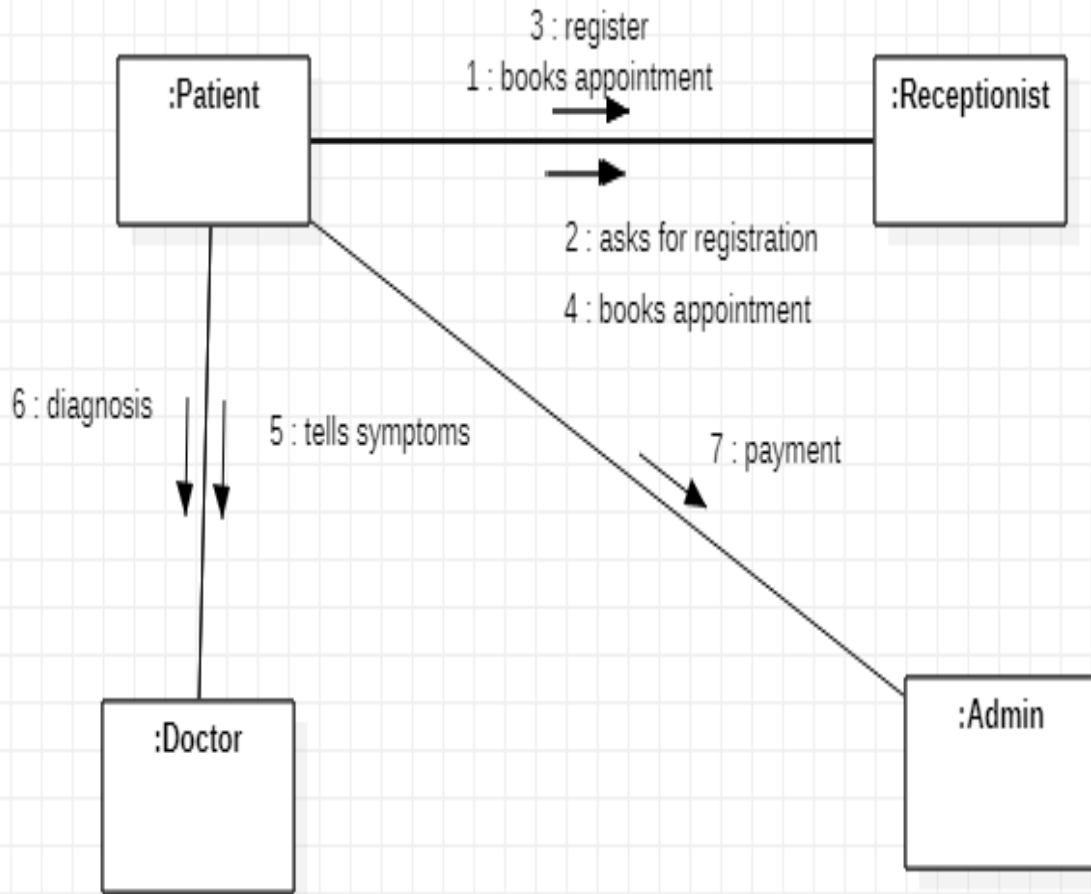 3 : register
1 : books appointment
:Patient
:Receptionist
2 : asks for registration
4 : books appointment
6 : diagnosis
5 : tells symptoms
7 : payment
:Doctor
:Admin